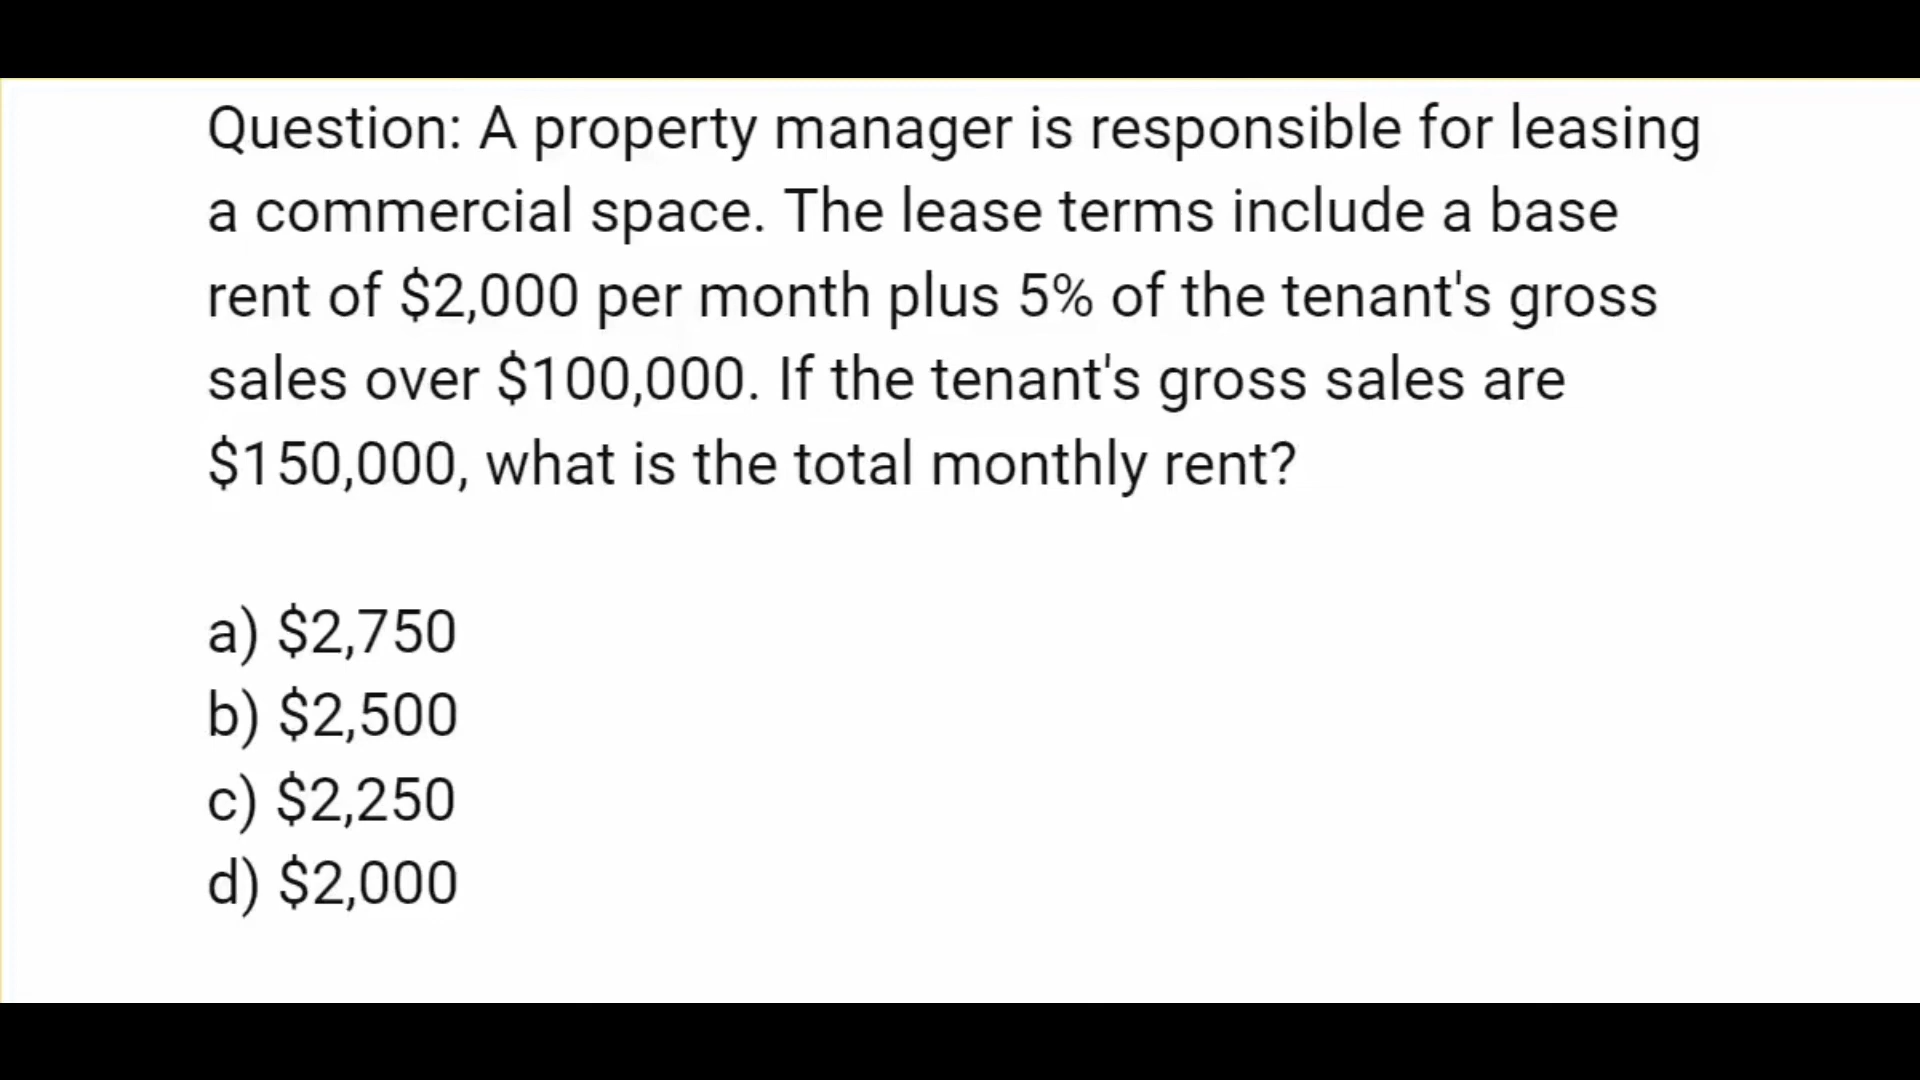 Question: A property manager is responsible for leasing
a commercial space. The lease terms include a base
rent of $2,000 per month plus 5% of the tenant's gross
sales over $100,000. If the tenant's gross sales are
$150,000, what is the total monthly rent?
a) $2,750
b) $2,500
c) $2,250
d) $2,000